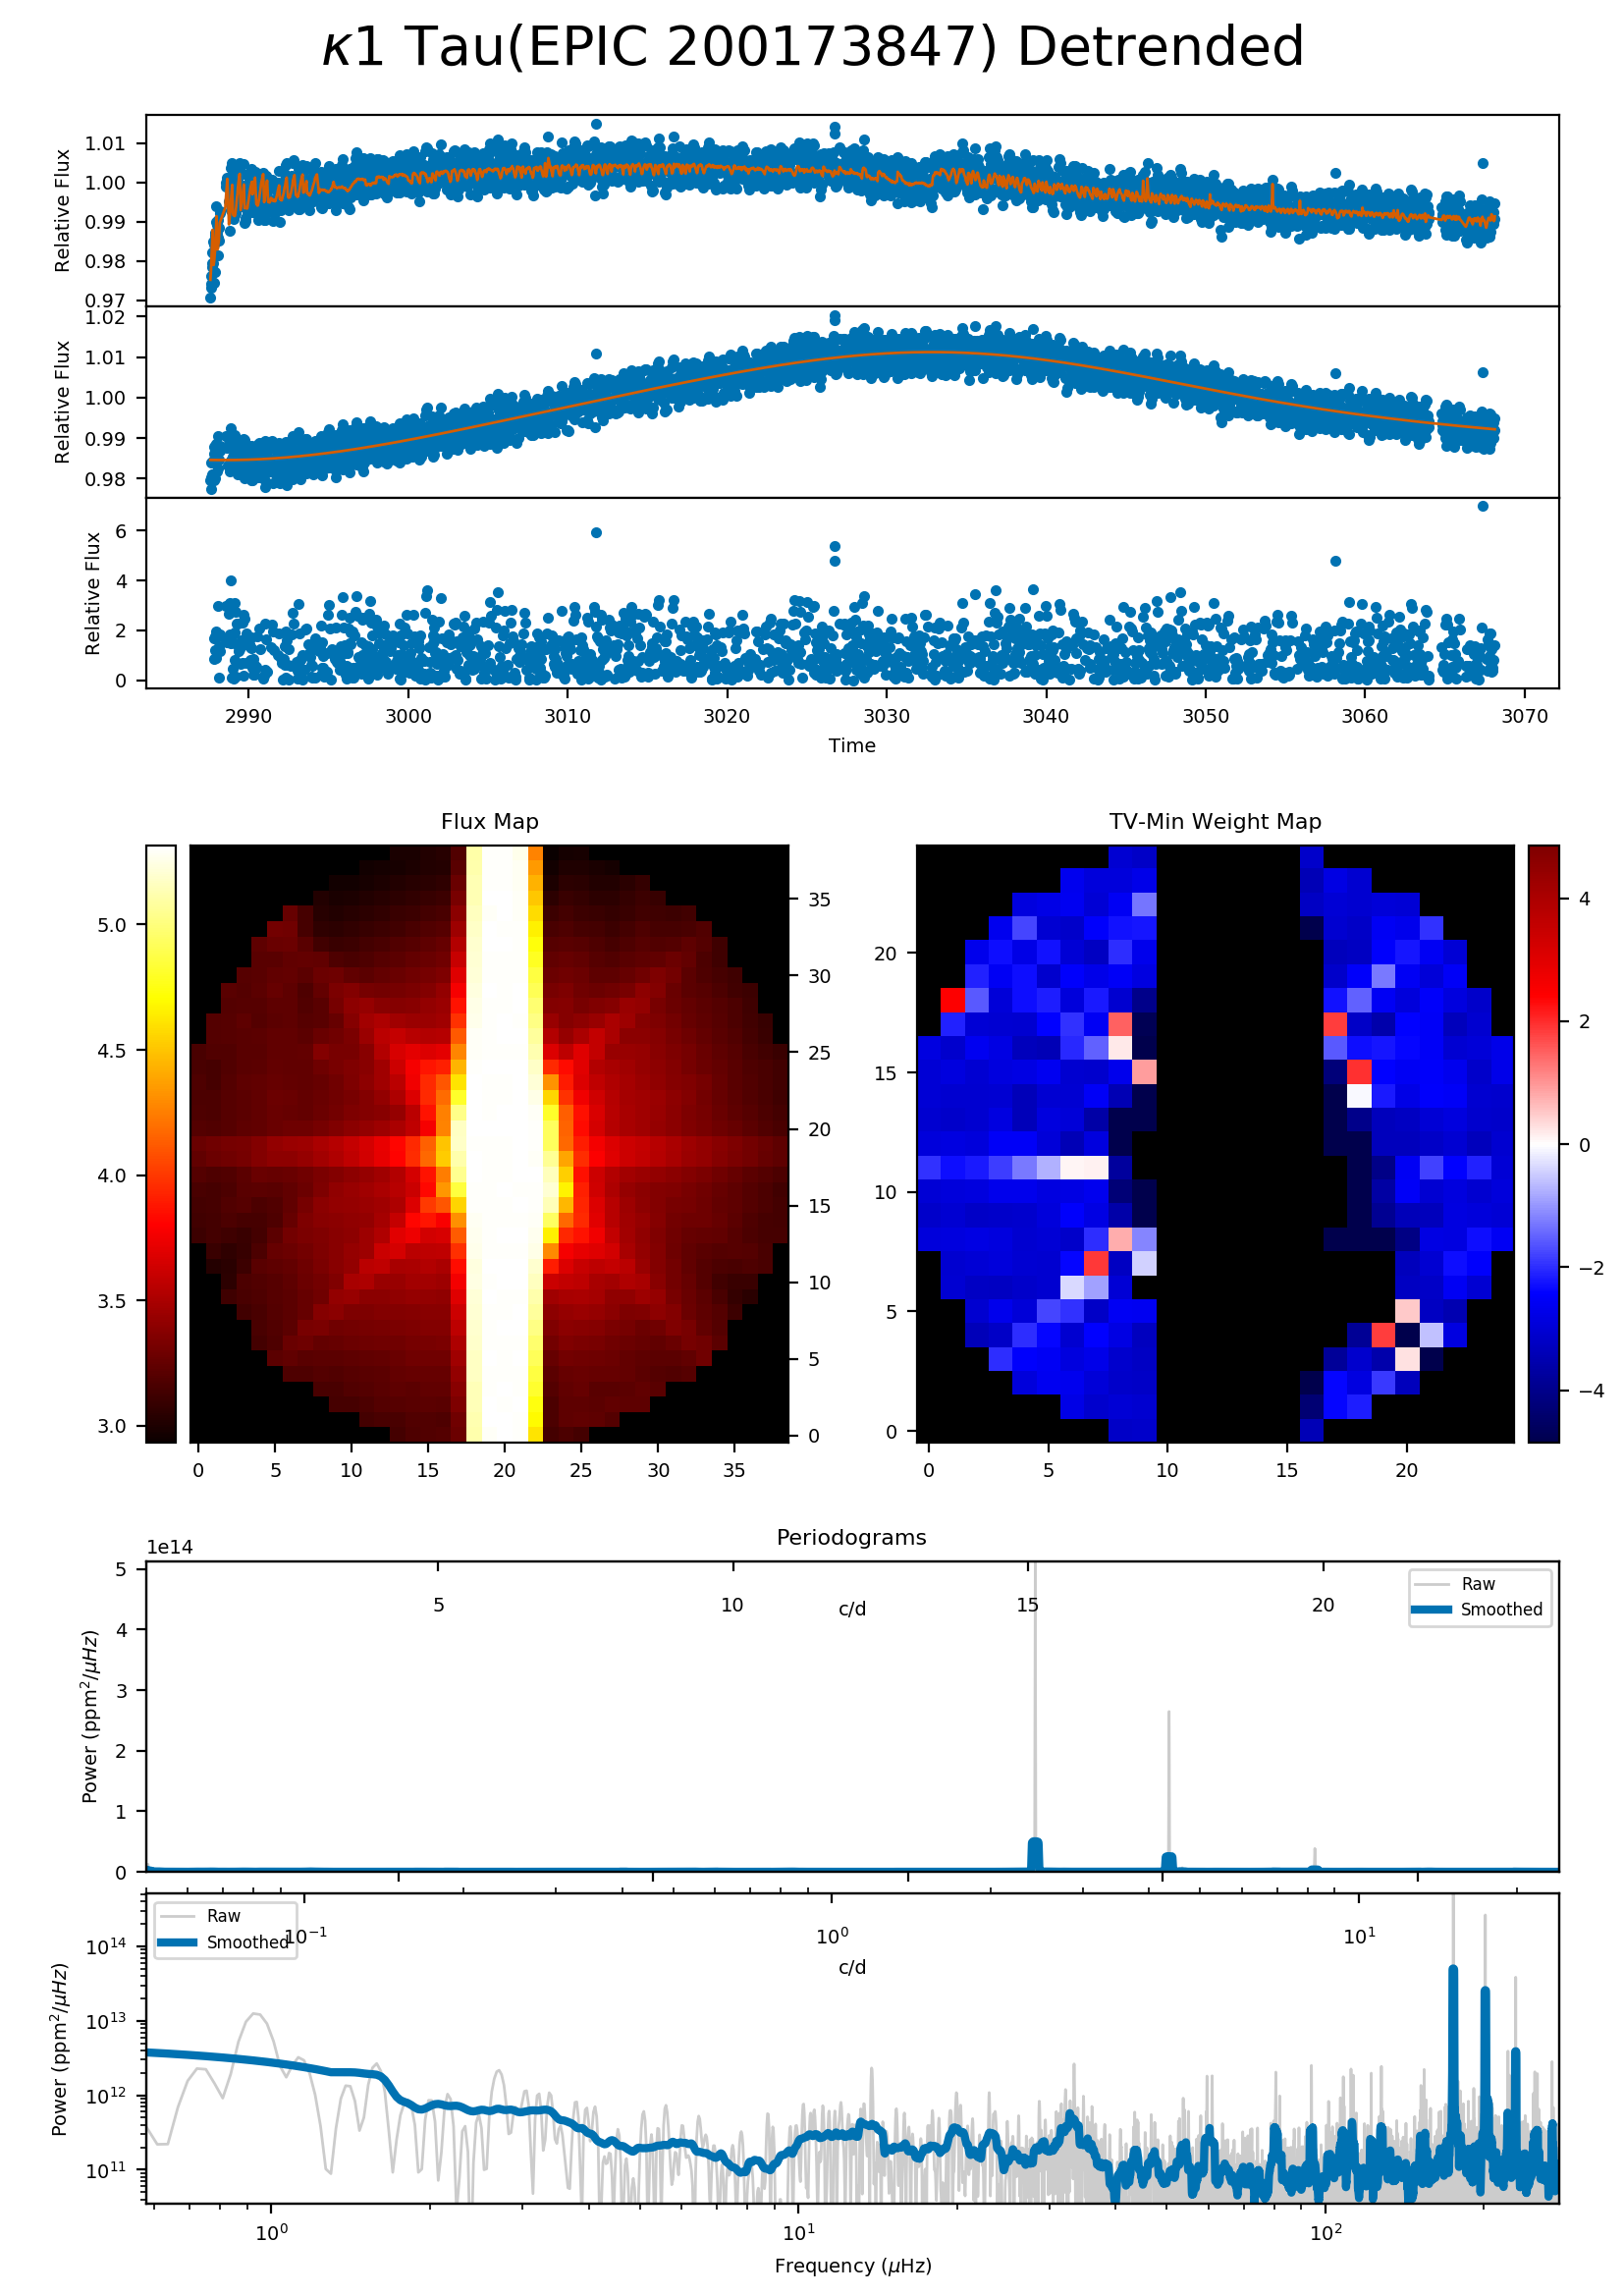 κ1 Tau(EPIC 200173847) Detrended
Relative Flux
1.01
1.00
0.99
0.98
0.97
Relative Flux
1.02
1.01
1.00
0.99
0.98
Relative Flux
6
4
2
0
2990 3000 3010 3020 3030 3040 3050 3060 3070
Time
Flux Map
5.0
4.5
4.0
3.5
3.0
35
30
25
20
15
10
5
0
0 5 10 15 20 25 30 35
TV-Min Weight Map
20
15
10
5
0
0 5 10 15 20
4
2
0
−2
−4
Periodograms
1e14
Power (ppm²/μHz)
5
4
3
2
1
0
5 10 15 20
c/d
Raw
Smoothed
Power (ppm²/μHz)
10¹⁴
10¹³
10¹²
10¹¹
Raw
Smoothed
10⁻¹ 10⁰ 10¹
c/d
10⁰ 10¹ 10²
Frequency (μHz)